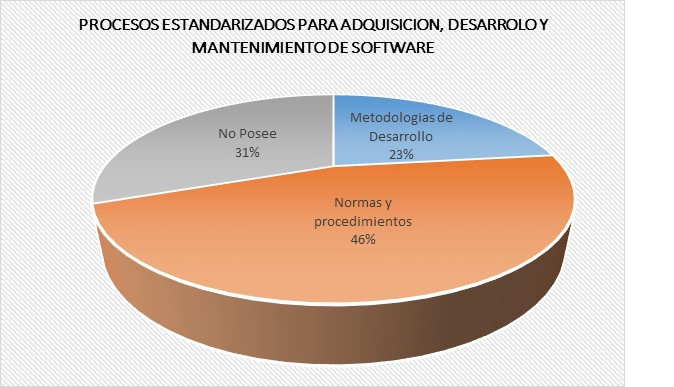 PROCESOS ESTANDARIZADOS PARA ADQUISICION, DESARROLO Y
MANTENIMIENTO DE SOFTWARE
Metodologias de
Desarrollo
23%
No Posee
31%
Normas y
procedimientos
46%